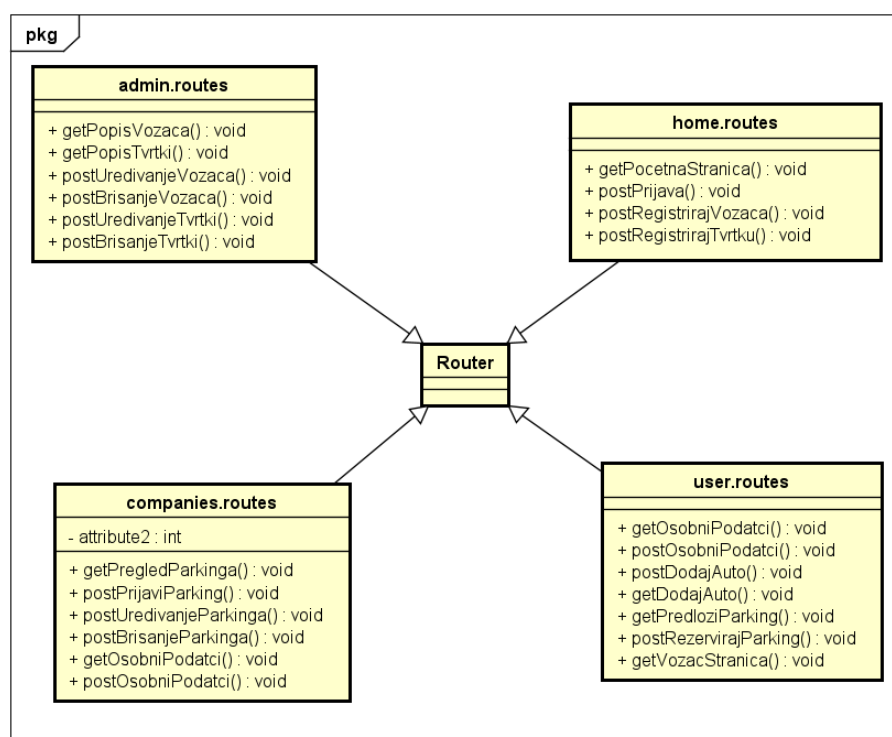 pkg
admin.routes
+ getPopisVozaca() : void
+ getPopisTvrtki() : void
+ postUredivanjeVozaca() : void
+ postBrisanjeVozaca() : void
+ postUredivanjeTvrtki() : void
+ postBrisanjeTvrtki() : void
home.routes
+ getPocetnaStranica() : void
+ postPrijava() : void
+ postRegistrirajVozaca() : void
+ postRegistrirajTvrtku() : void
Router
companies.routes
- attribute2 : int
+ getPregledParkinga() : void
+ postPrijaviParking() : void
+ postUredivanjeParkinga() : void
+ postBrisanjeParkinga() : void
+ getOsobniPodatci() : void
+ postOsobniPodatci() : void
user.routes
+ getOsobniPodatci() : void
+ postOsobniPodatci() : void
+ postDodajAuto() : void
+ getDodajAuto() : void
+ getPredloziParking() : void
+ postRezervirajParking() : void
+ getVozacStranica() : void